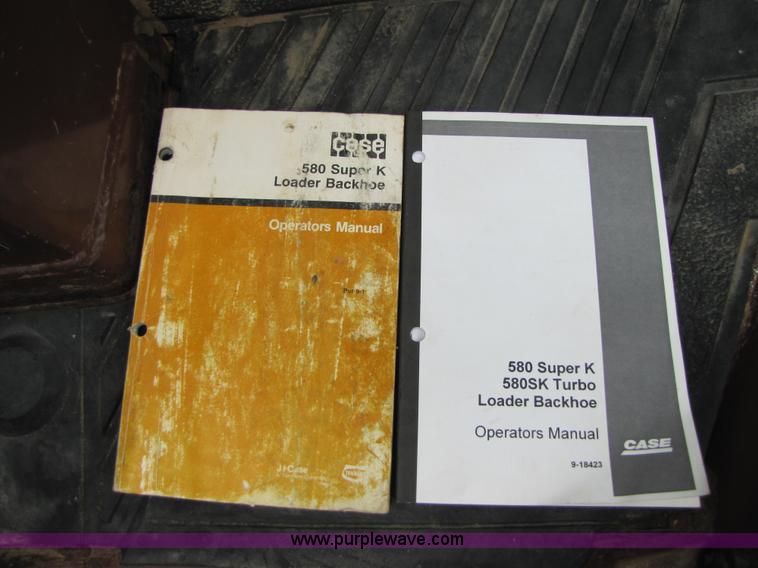 case
580 Super K
Loader Backhoe
Operators Manual
J I Case
580 Super K
580SK Turbo
Loader Backhoe
Operators Manual
9-18423
CASE
www.purplewave.com